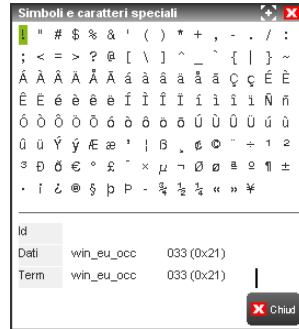 Simboli e caratteri speciali
! " # $ % & ' ( ) * + , - . / :
; < = > ? @ [ \ ] ^ _ ` { | } ~
Á À Â Ä Å Ã á à â ä å ã Ç ç É È
Ê Ë é è ê ë Í Ì Î Ï í ì î ï Ñ ñ
Ó Ò Ô Ö Õ ó ò ô ö õ Ú Ù Û Ü ú ù
û ü Ý ý Æ æ ' ¦ ß ¸ ¢ © ¨ ÷ ¹ ²
³ Ð ð € ° £ ¯ × µ ¬ Ø ø ª º ¶ ±
· ¡ ¿ ® § þ Þ - ¾ ½ ¼ « » ¥
Id
Dati win_eu_occ 033 (0x21)
Term win_eu_occ 033 (0x21)
X Chiud